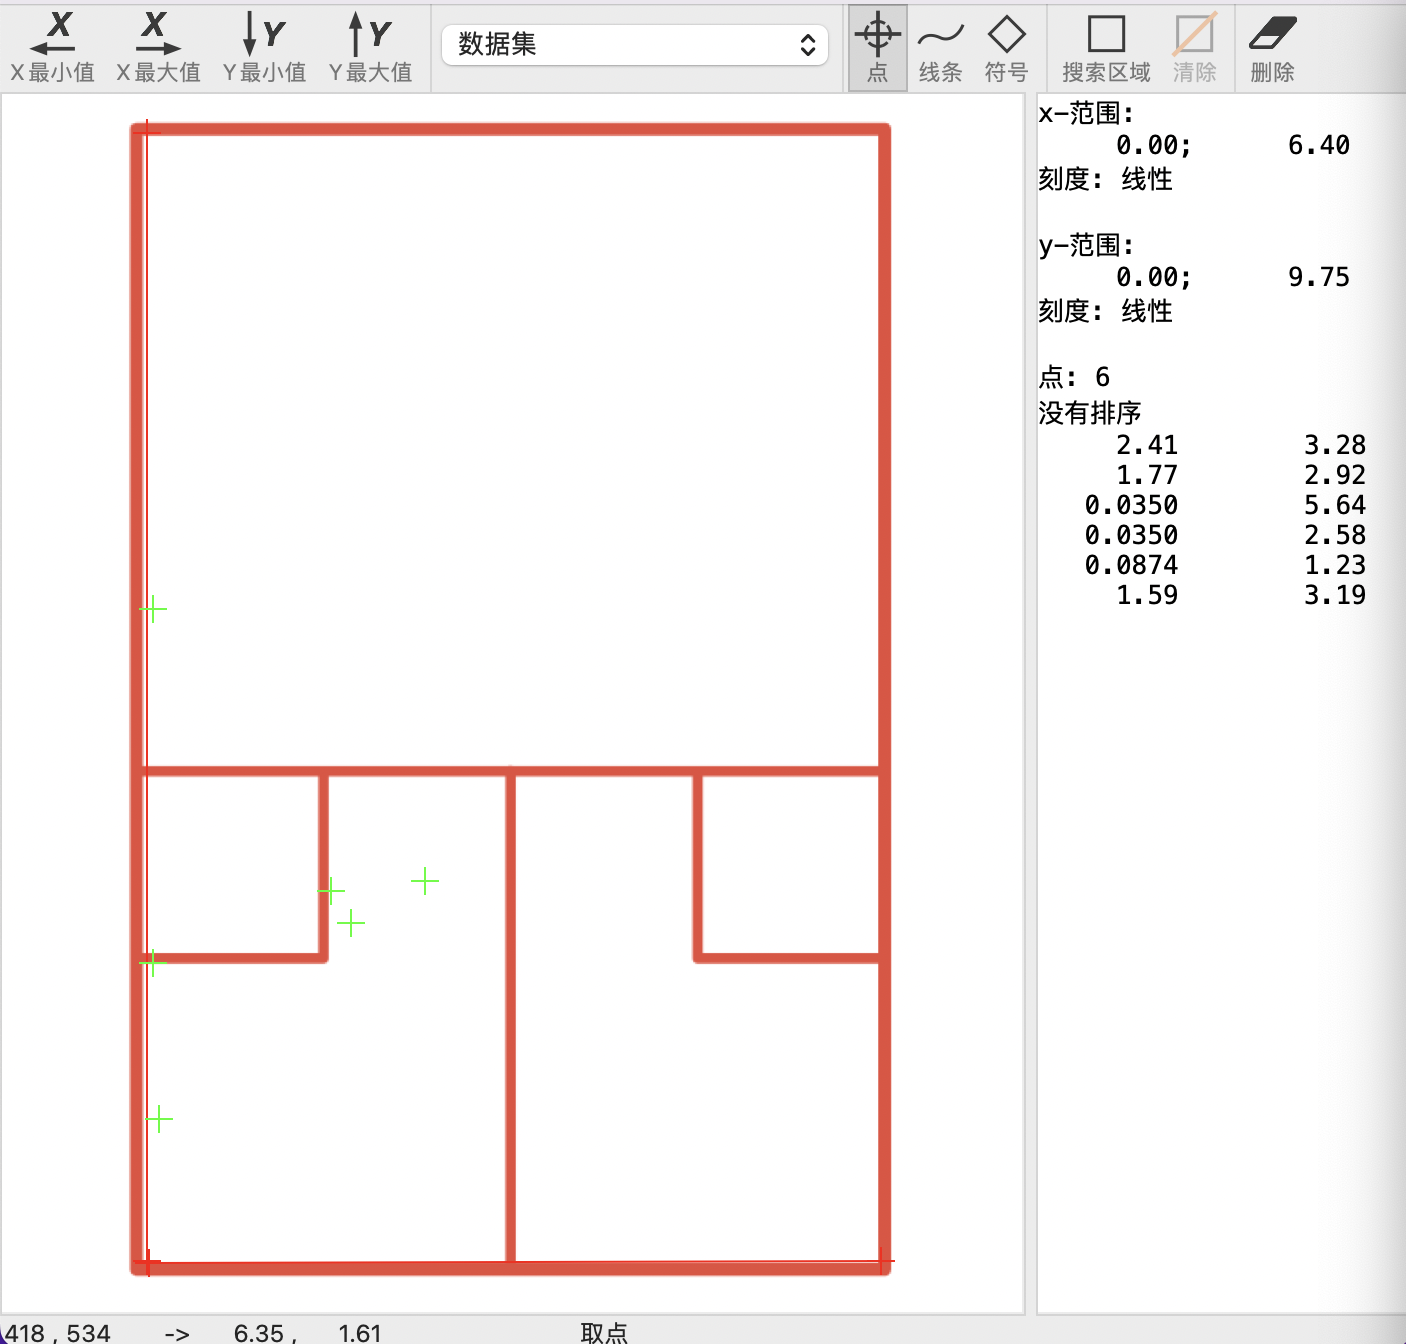 X X Y Y
X 最小值 X 最大值 Y 最小值 Y 最大值
数据集
点 线条 符号 搜索区域 清除 删除
x-范围:
0.00; 6.40
刻度: 线性
y-范围:
0.00; 9.75
刻度: 线性
点: 6
没有排序
2.41 3.28
1.77 2.92
0.0350 5.64
0.0350 2.58
0.0874 1.23
1.59 3.19
418 , 534 -> 6.35 , 1.61 取点